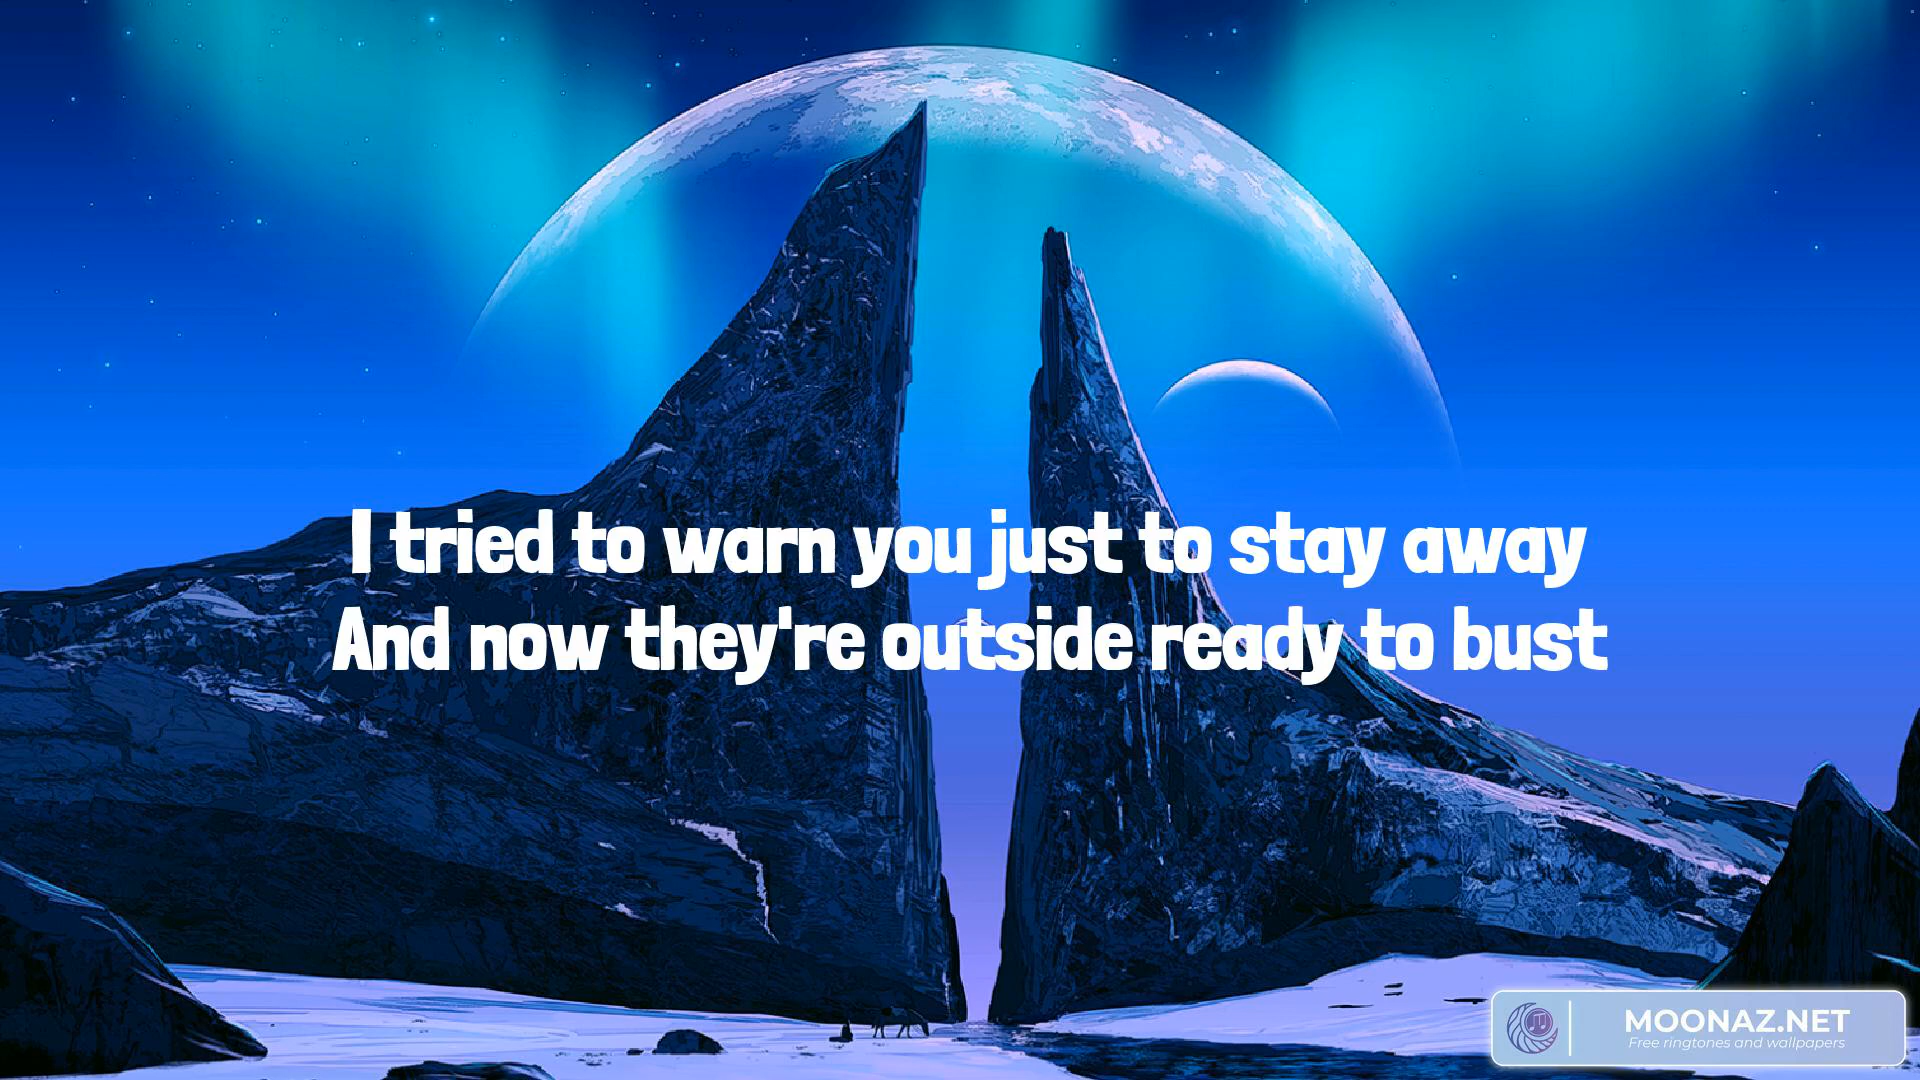 I tried to warn you just to stay away
And now they're outside ready to bust
MOONAZ.NET
Free ringtones and wallpapers